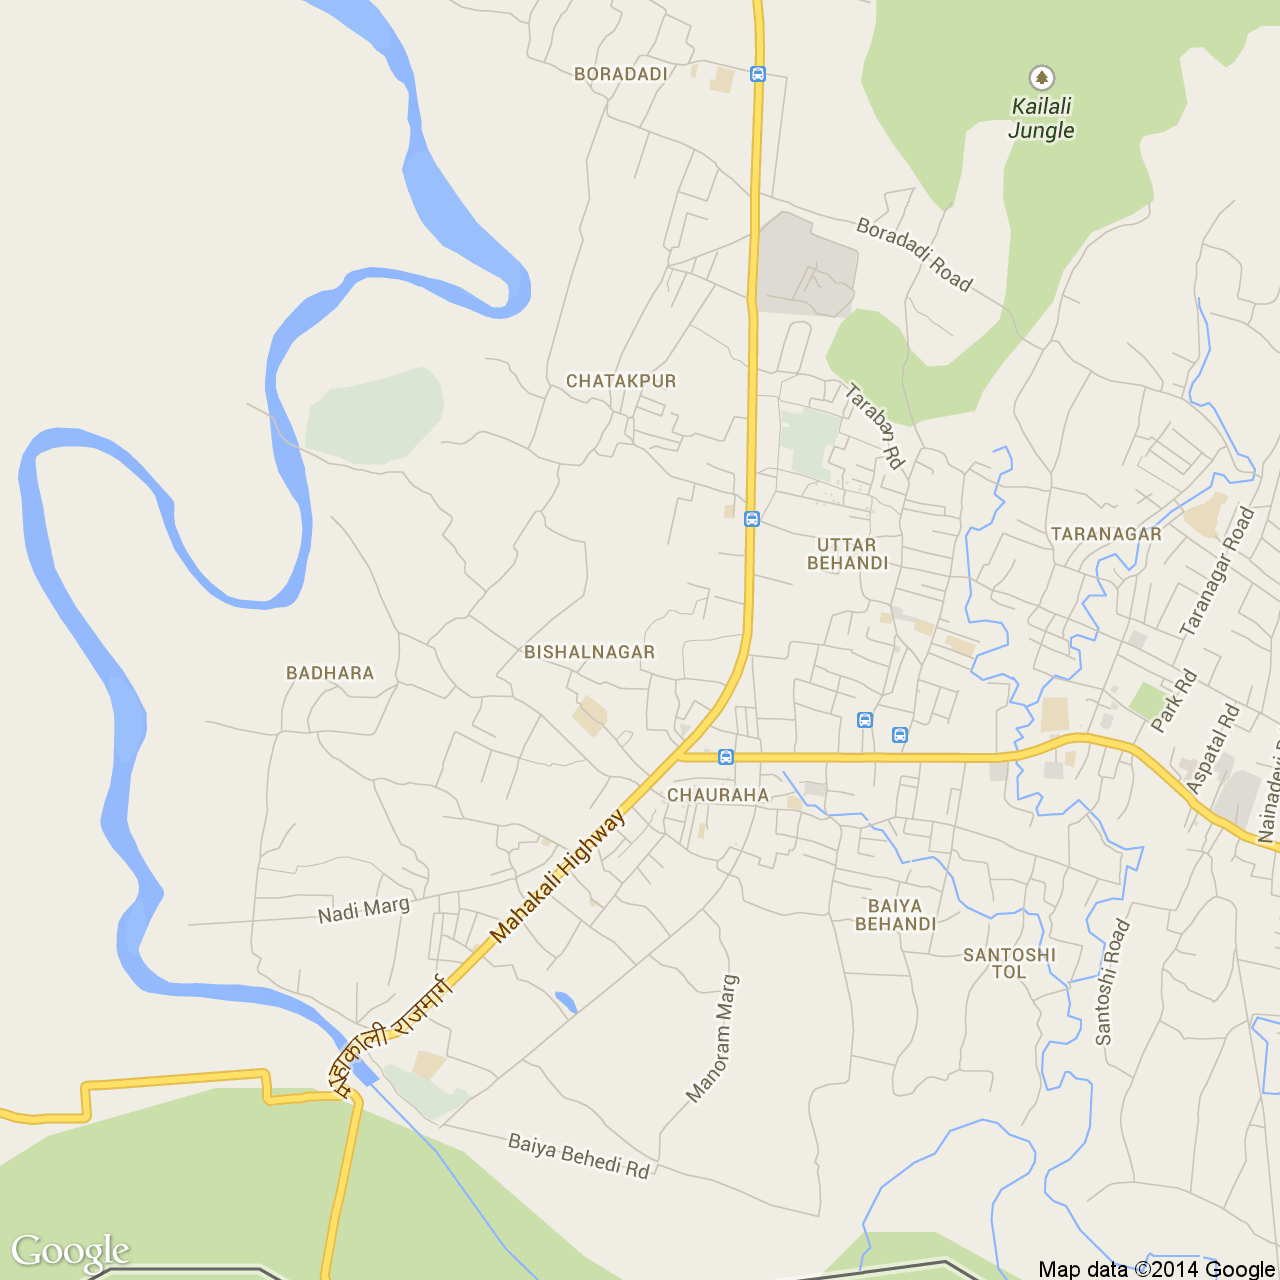 BORADADI
Kailali
Jungle
Boradadi Road
CHATAKPUR
Taraban Rd
UTTAR
BEHANDI
TARANAGAR
Taranagar Road
BISHALNAGAR
BADHARA
Park Rd
Aspatal Rd
CHAURAHA
Mahakali Highway
Nadi Marg
BAIYA
BEHANDI
SANTOSHI
TOL
Santoshi Road
महाकाली राजमार्ग
Manoram Marg
Baiya Behedi Rd
Google
Map data ©2014 Google